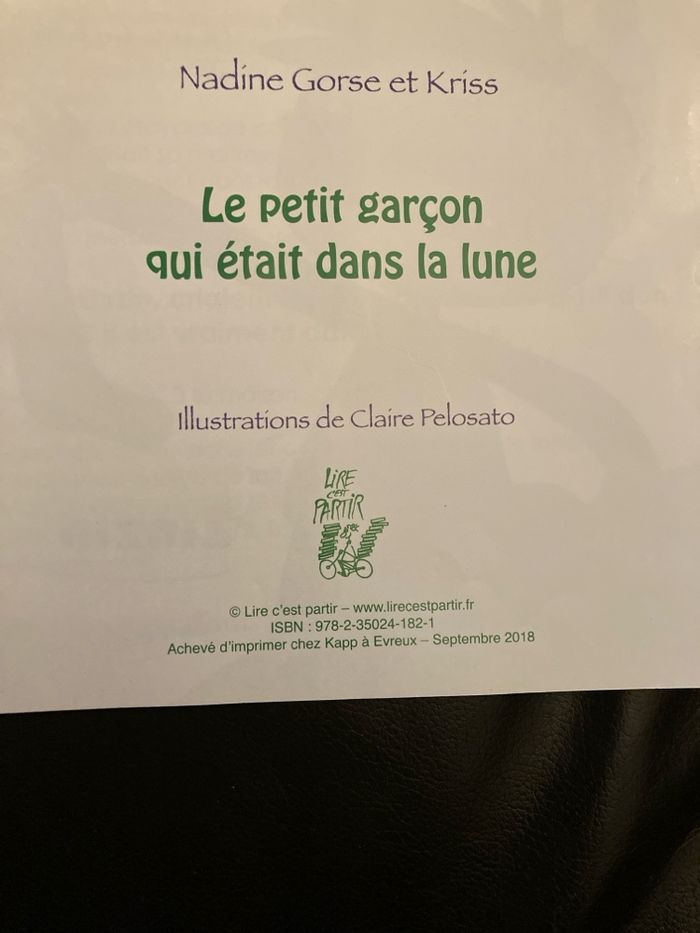 Nadine Gorse et Kriss
Le petit garçon
qui était dans la lune
Illustrations de Claire Pelosato
LiRE
C'EST
PARTiR
© Lire c'est partir – www.lirecestpartir.fr
ISBN : 978-2-35024-182-1
Achevé d'imprimer chez Kapp à Evreux – Septembre 2018